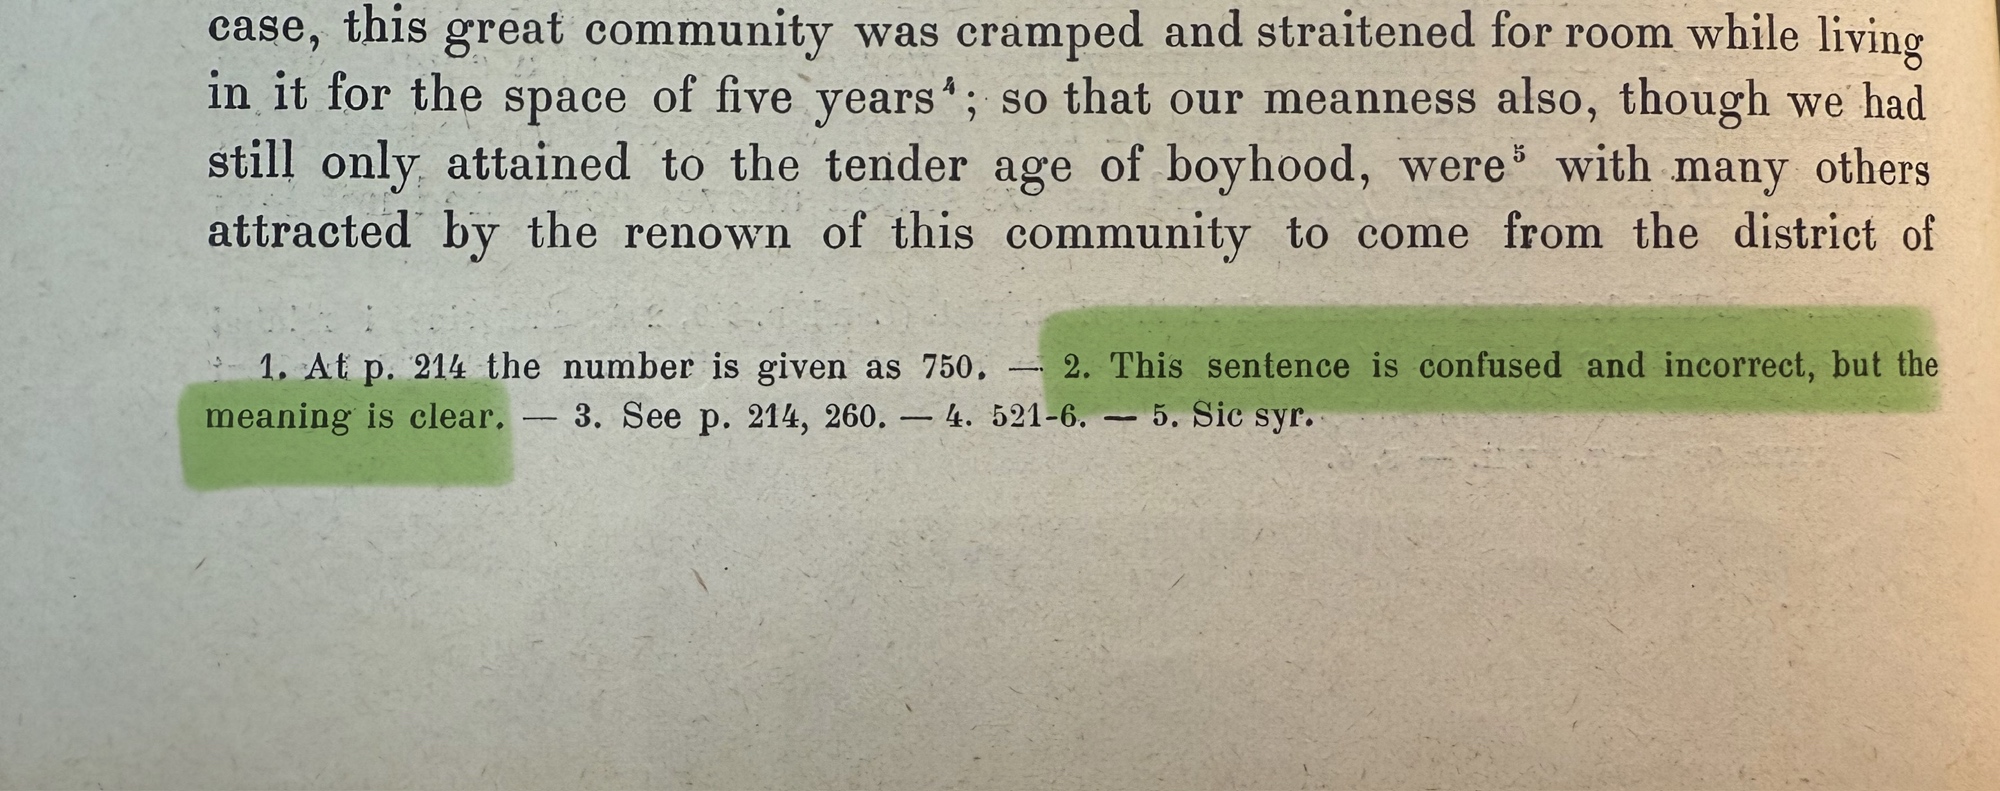 case, this great community was cramped and straitened for room while living
in it for the space of five years⁴; so that our meanness also, though we had
still only attained to the tender age of boyhood, were⁵ with many others
attracted by the renown of this community to come from the district of
1. At p. 214 the number is given as 750. — 2. This sentence is confused and incorrect, but the
meaning is clear. — 3. See p. 214, 260. — 4. 521-6. — 5. Sic syr.